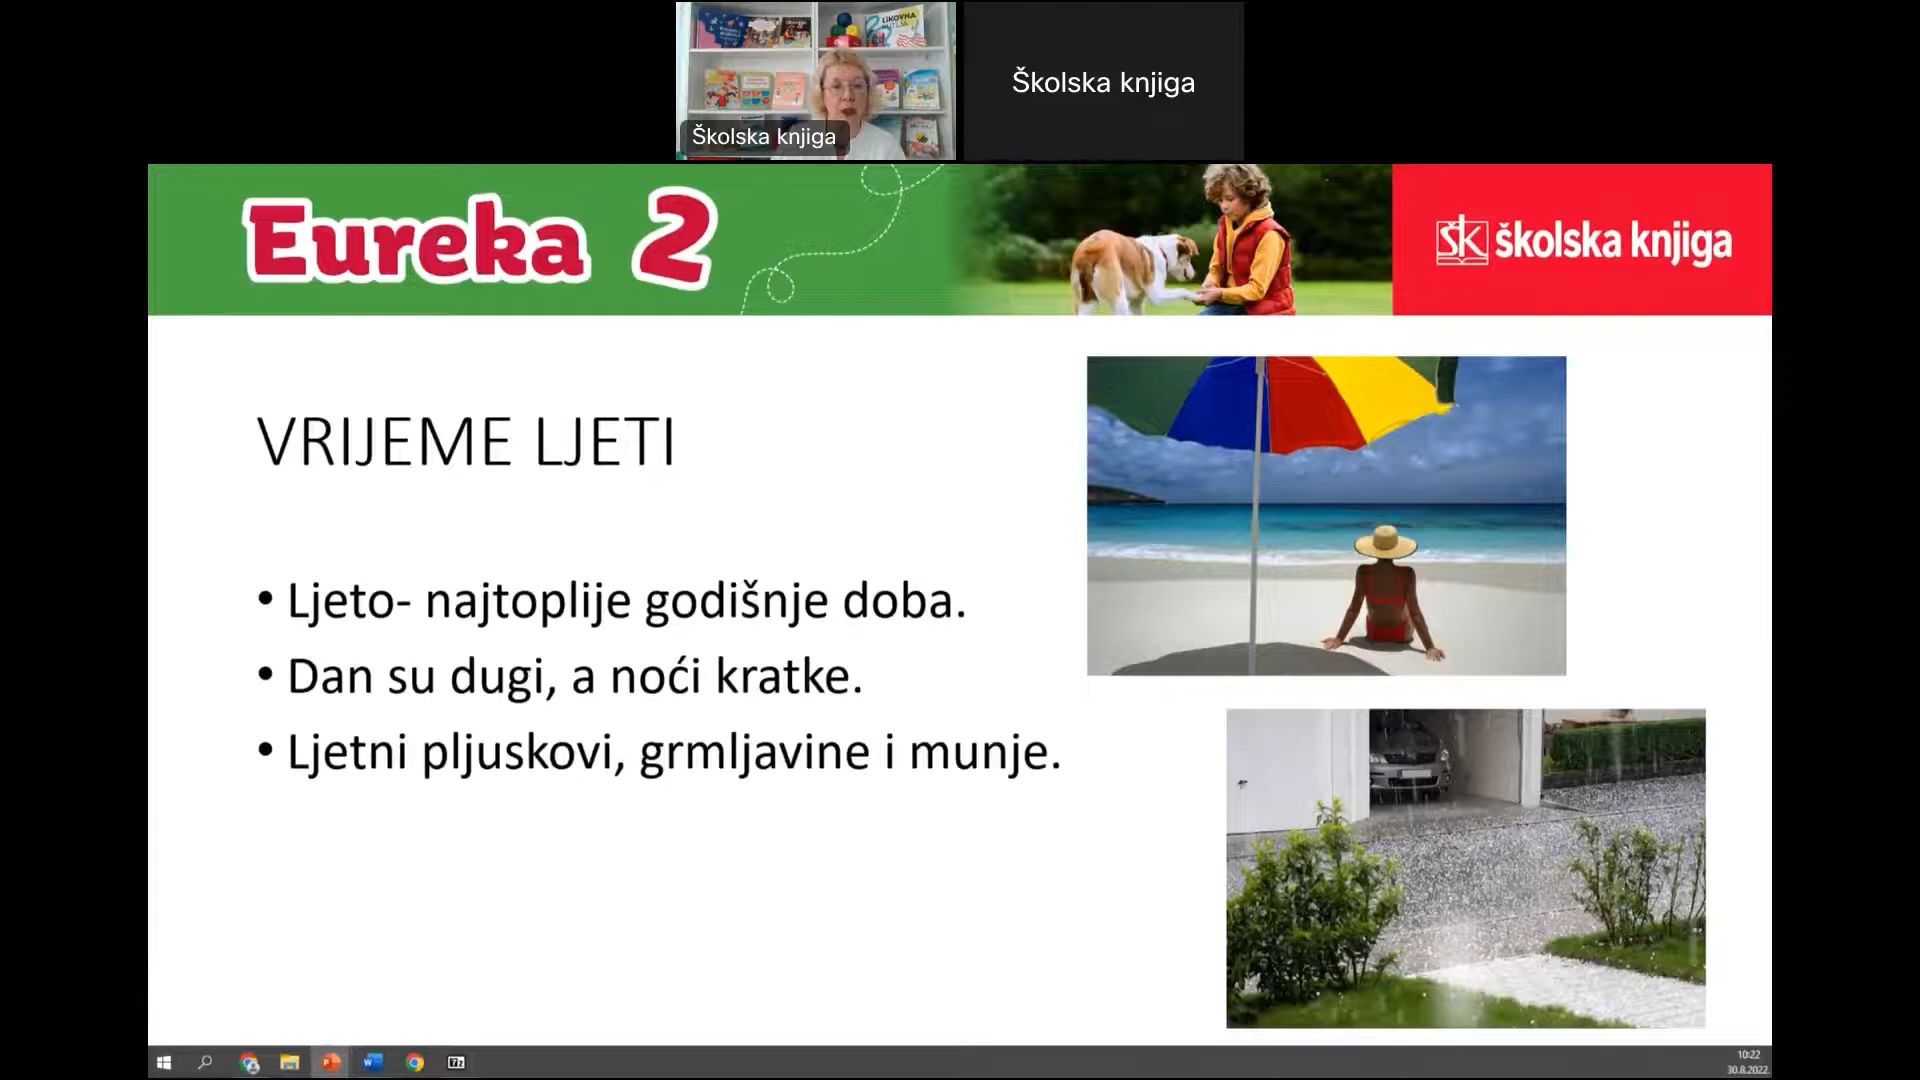 LIKOVNA
Školska knjiga
Školska knjiga
Eureka 2
ŠK školska knjiga
VRIJEME LJETI
• Ljeto- najtoplije godišnje doba.
• Dan su dugi, a noći kratke.
• Ljetni pljuskovi, grmljavine i munje.
10:22
30.8.2022.